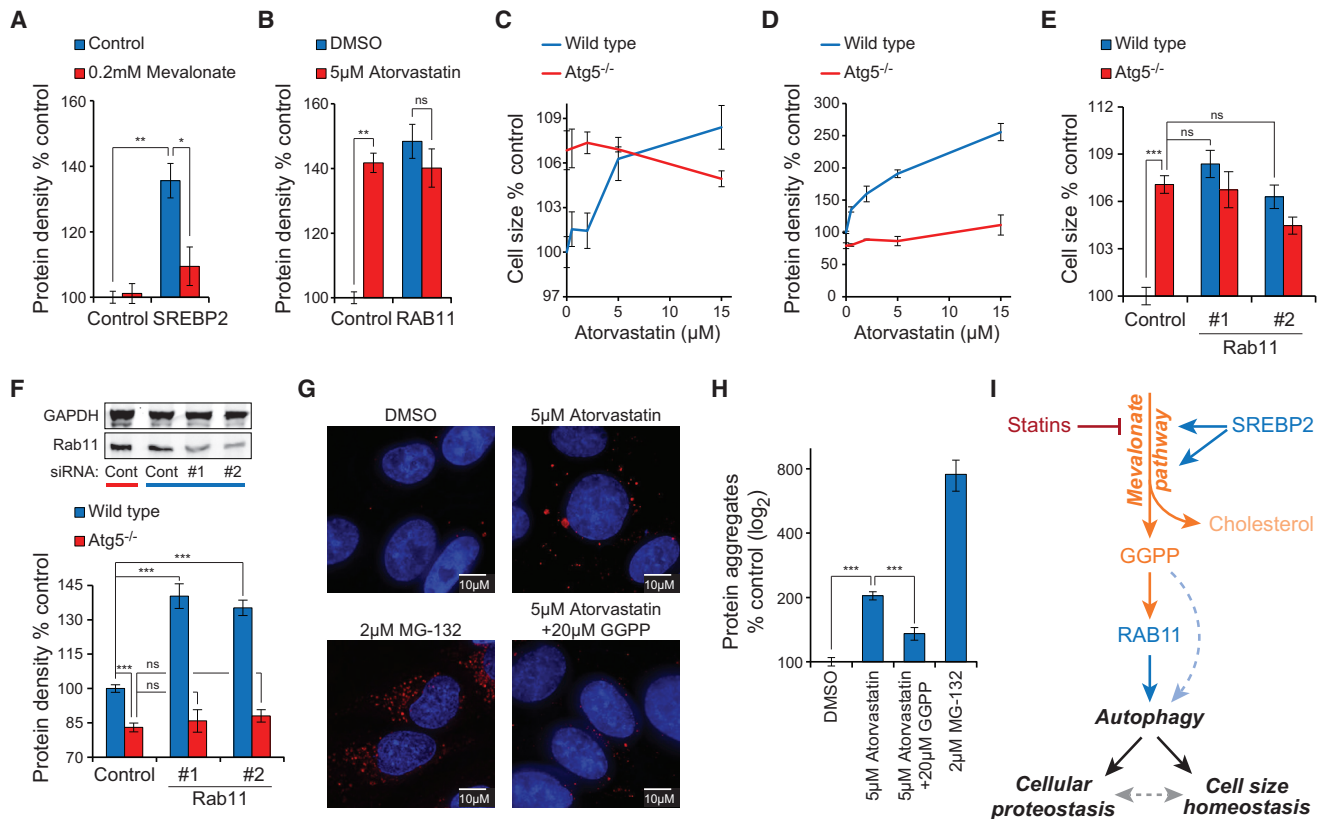 A
Control
0.2mM Mevalonate
Protein density % control
160
140
120
100
**
*
Control SREBP2
B
DMSO
5µM Atorvastatin
Protein density % control
160
140
120
100
**
ns
Control RAB11
C
Wild type
Atg5-/-
Cell size % control
109
106
103
100
97
0 5 10 15
Atorvastatin (µM)
D
Wild type
Atg5-/-
Protein density % control
300
250
200
150
100
50
0
0 5 10 15
Atorvastatin (µM)
E
Wild type
Atg5-/-
Cell size % control
112
109
106
103
100
***
ns
ns
Control #1 #2
Rab11
F
GAPDH
Rab11
siRNA: Cont Cont #1 #2
Wild type
Atg5-/-
Protein density % control
145
130
115
100
85
70
***
***
***
ns
ns
Control #1 #2
Rab11
G
DMSO
10µM
5µM Atorvastatin
10µM
2µM MG-132
10µM
5µM Atorvastatin
+20µM GGPP
10µM
H
Protein aggregates
% control (log2)
800
400
200
100
***
***
DMSO
5µM Atorvastatin
5µM Atorvastatin
+20µM GGPP
2µM MG-132
I
Statins
Mevalonate
pathway
SREBP2
Cholesterol
GGPP
RAB11
Autophagy
Cellular
proteostasis
Cell size
homeostasis